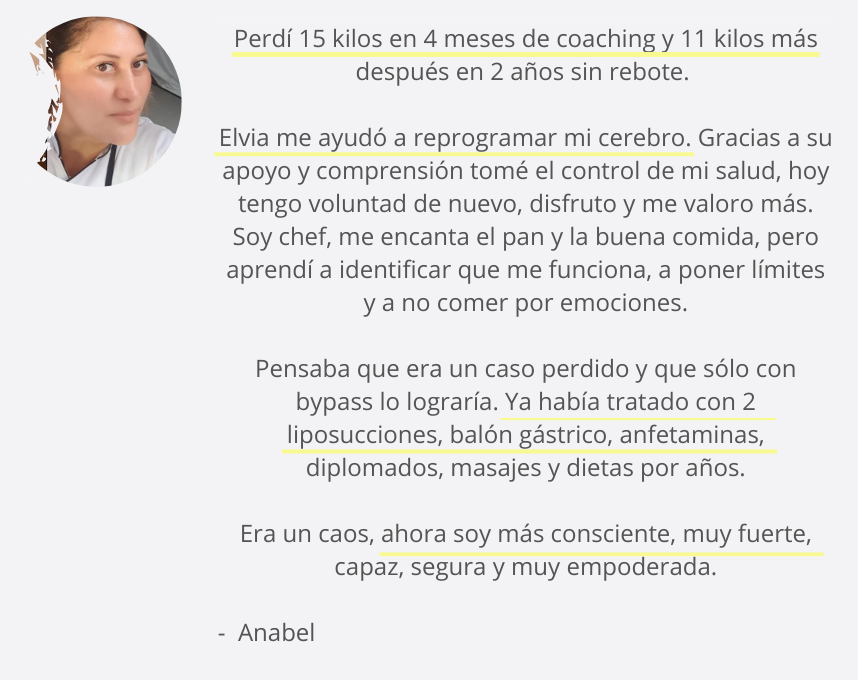 Perdí 15 kilos en 4 meses de coaching y 11 kilos más
después en 2 años sin rebote.
Elvia me ayudó a reprogramar mi cerebro. Gracias a su
apoyo y comprensión tomé el control de mi salud, hoy
tengo voluntad de nuevo, disfruto y me valoro más.
Soy chef, me encanta el pan y la buena comida, pero
aprendí a identificar que me funciona, a poner límites
y a no comer por emociones.
Pensaba que era un caso perdido y que sólo con
bypass lo lograría. Ya había tratado con 2
liposucciones, balón gástrico, anfetaminas,
diplomados, masajes y dietas por años.
Era un caos, ahora soy más consciente, muy fuerte,
capaz, segura y muy empoderada.
- Anabel